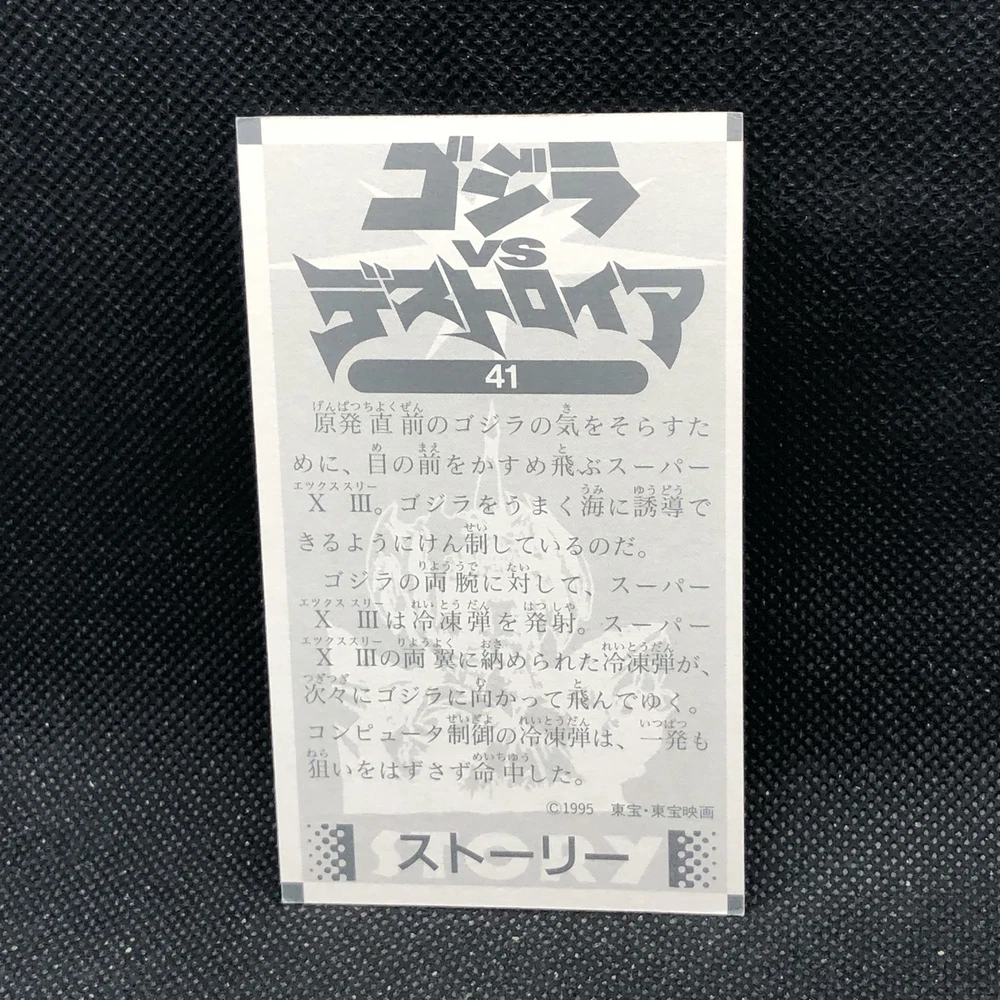 ゴジラ
VS
デストロイア
41
原発直前のゴジラの気をそらすた
めに、目の前をかすめ飛ぶスーパー
X Ⅲ。ゴジラをうまく海に誘導で
きるようにけん制しているのだ。
ゴジラの両腕に対して、スーパー
X Ⅲは冷凍弾を発射。スーパー
X Ⅲの両翼に納められた冷凍弾が、
次々にゴジラに向かって飛んでゆく。
コンピュータ制御の冷凍弾は、一発も
狙いをはずさず命中した。
©1995 東宝・東宝映画
STORY
ストーリー